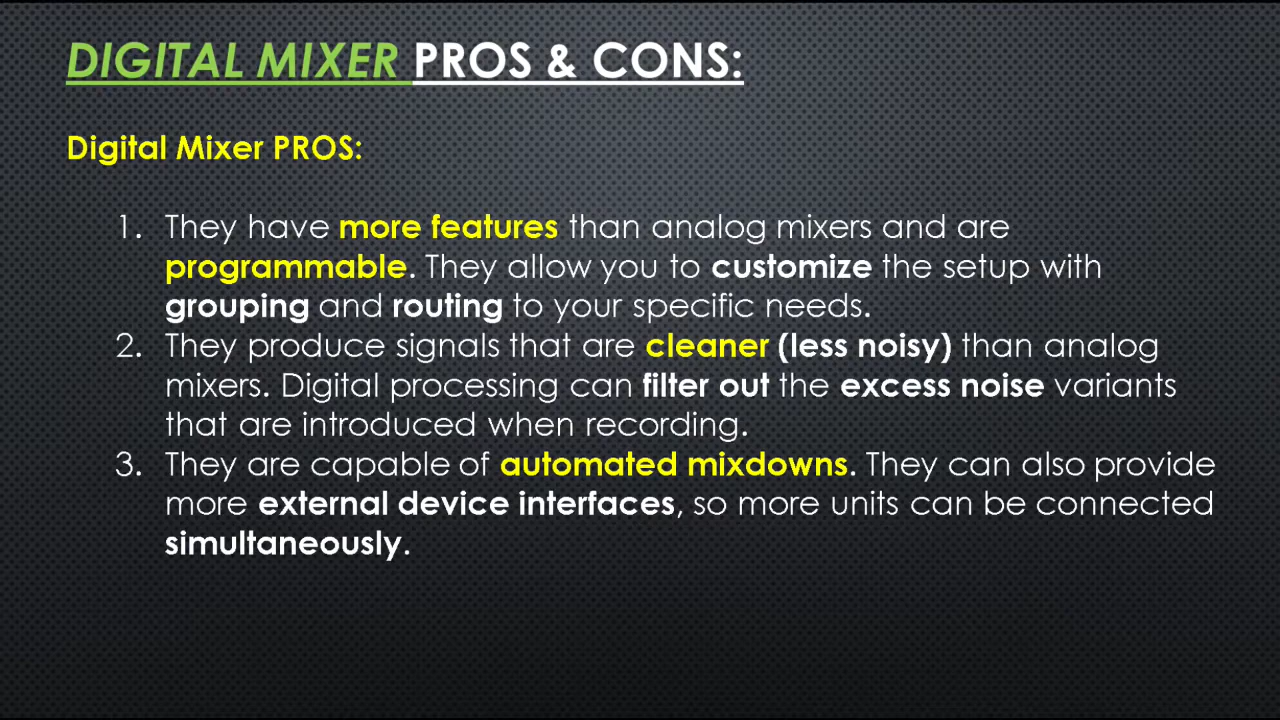 DIGITAL MIXER PROS & CONS:
Digital Mixer PROS:
1. They have more features than analog mixers and are
programmable. They allow you to customize the setup with
grouping and routing to your specific needs.
2. They produce signals that are cleaner (less noisy) than analog
mixers. Digital processing can filter out the excess noise variants
that are introduced when recording.
3. They are capable of automated mixdowns. They can also provide
more external device interfaces, so more units can be connected
simultaneously.